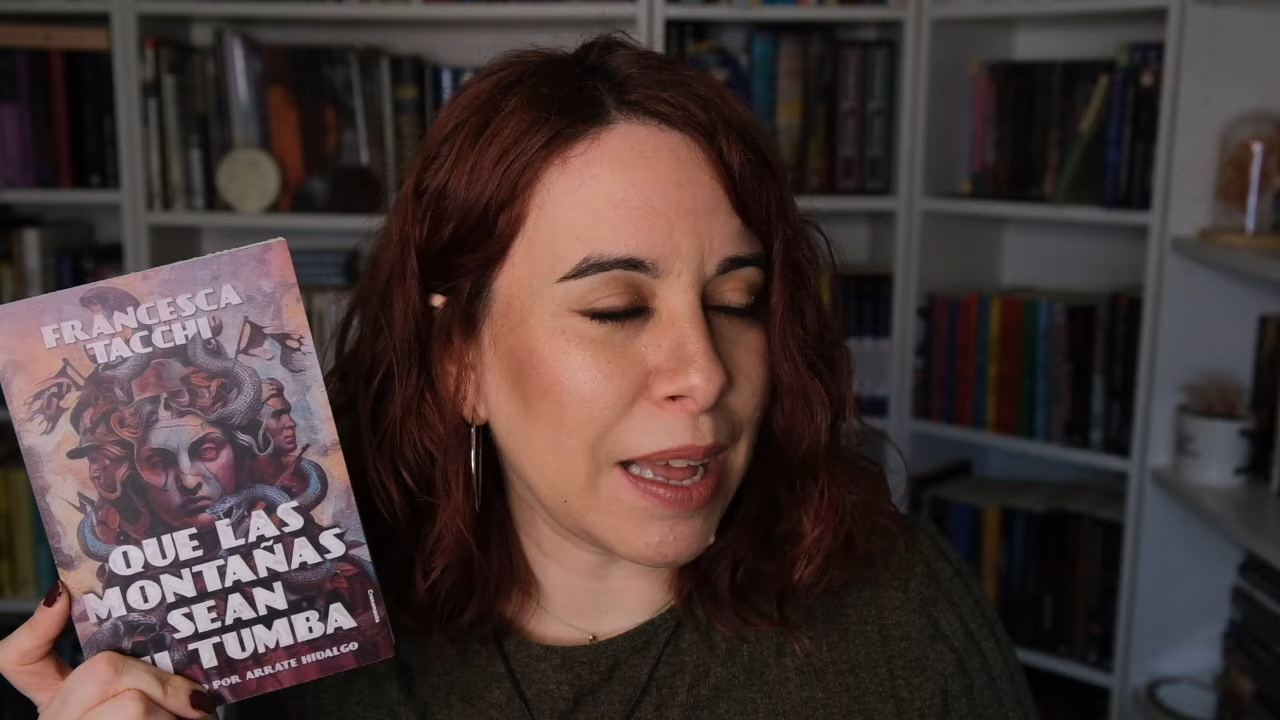 FRANCESCA
TACCHI
QUE LAS
MONTAÑAS
SEAN
TUMBA
POR ARRATE HIDALGO